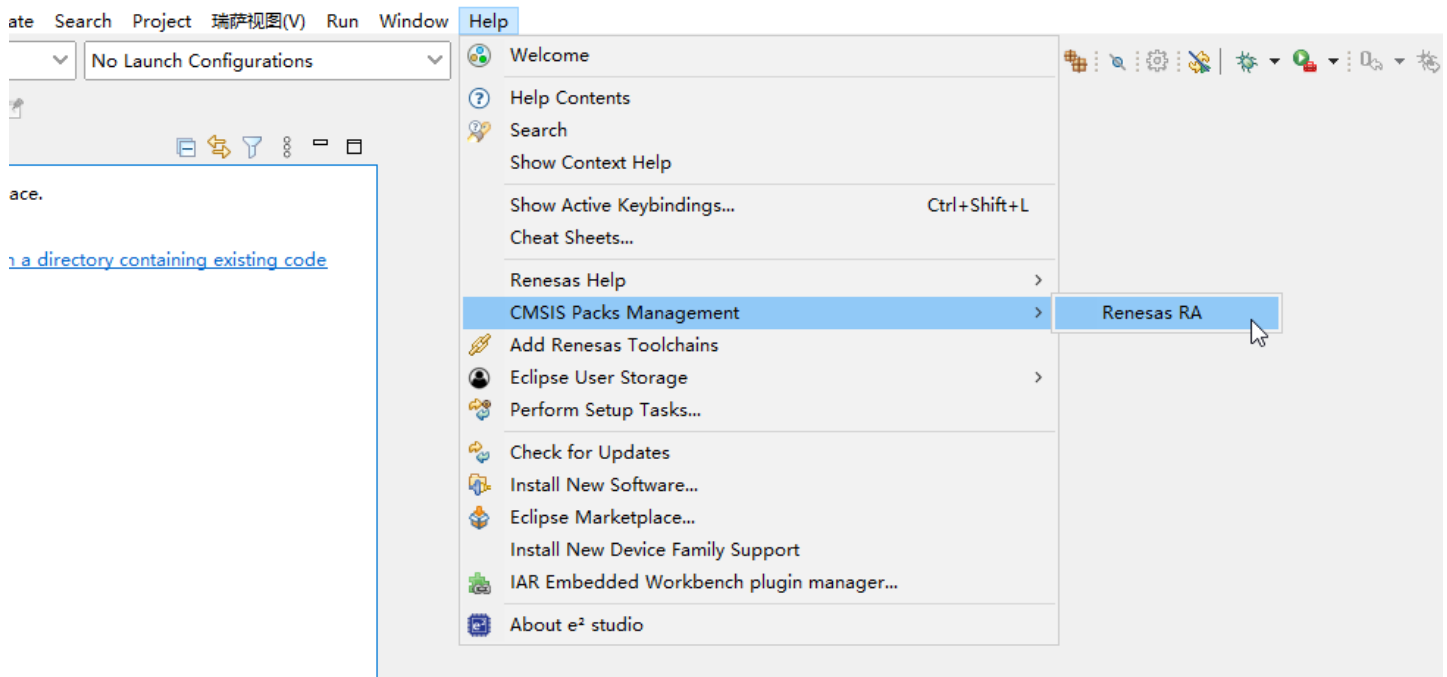 ate Search Project 瑞萨视图(V) Run Window Help
No Launch Configurations
ace.
a directory containing existing code
Welcome
Help Contents
Search
Show Context Help
Show Active Keybindings... Ctrl+Shift+L
Cheat Sheets...
Renesas Help
CMSIS Packs Management
Renesas RA
Add Renesas Toolchains
Eclipse User Storage
Perform Setup Tasks...
Check for Updates
Install New Software...
Eclipse Marketplace...
Install New Device Family Support
IAR Embedded Workbench plugin manager...
About e² studio